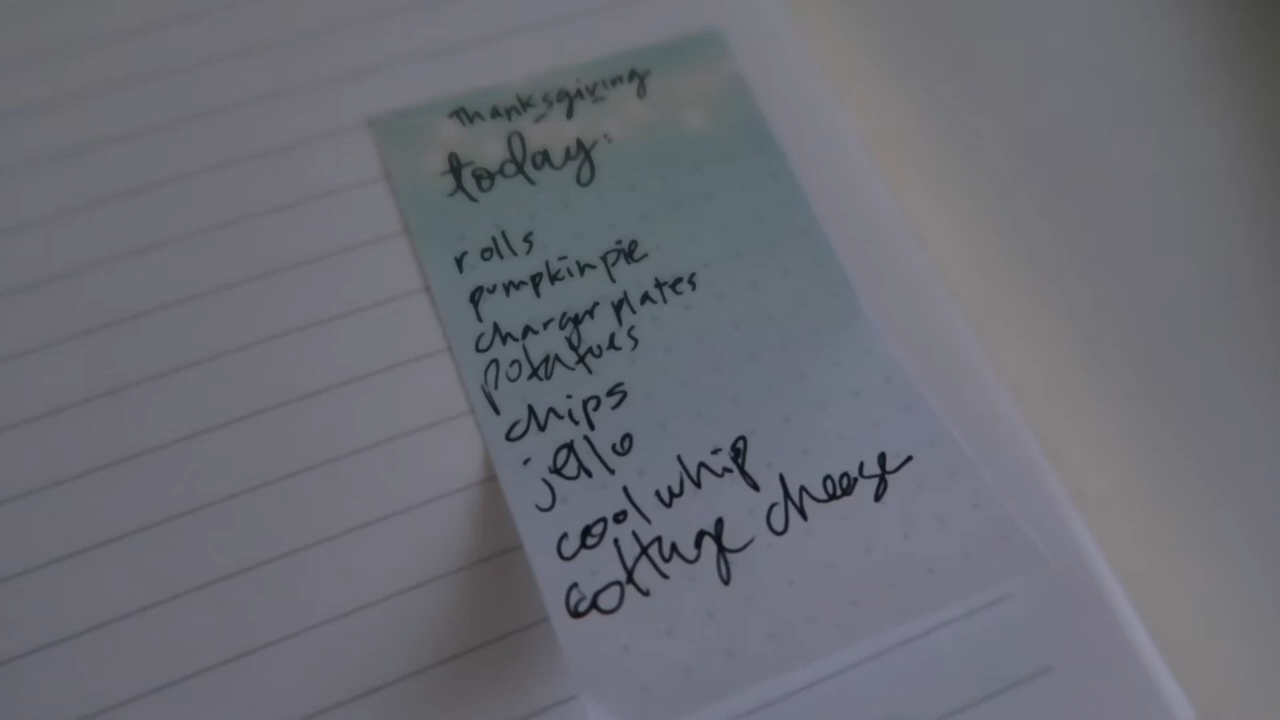 Thanksgiving
today:
rolls
pumpkin pie
charger plates
potatoes
chips
jello
cool whip
cottage cheese